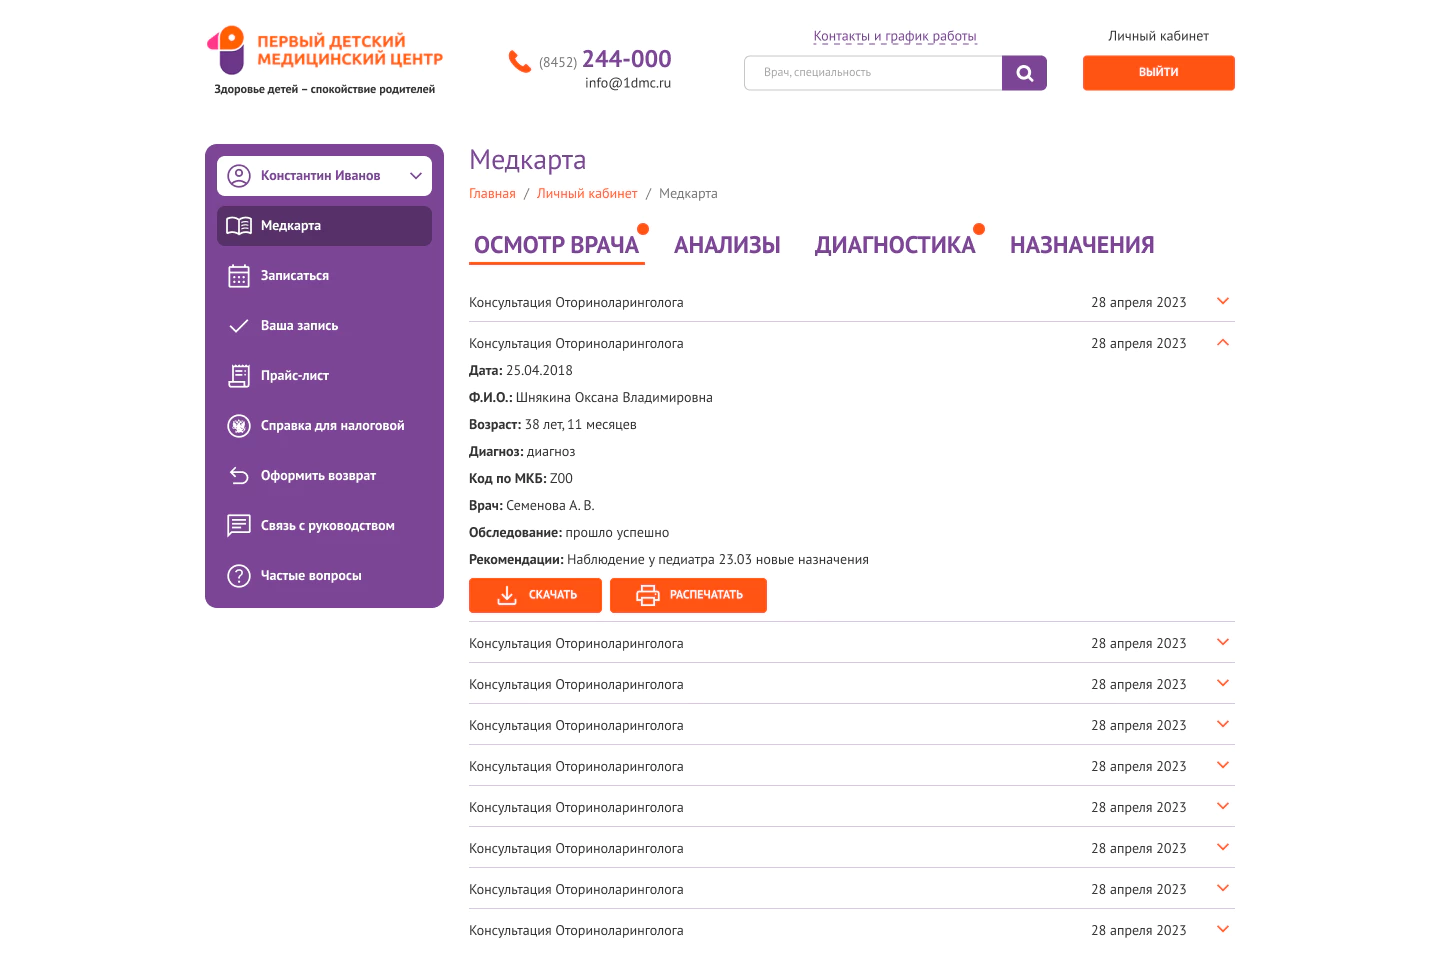 ПЕРВЫЙ ДЕТСКИЙ
МЕДИЦИНСКИЙ ЦЕНТР
Здоровье детей – спокойствие родителей
(8452) 244-000
info@1dmc.ru
Контакты и график работы
Врач, специальность
Личный кабинет
ВЫЙТИ
Константин Иванов
Медкарта
Записаться
Ваша запись
Прайс-лист
Справка для налоговой
Оформить возврат
Связь с руководством
Частые вопросы
Медкарта
Главная / Личный кабинет / Медкарта
ОСМОТР ВРАЧА АНАЛИЗЫ ДИАГНОСТИКА НАЗНАЧЕНИЯ
Консультация Оториноларинголога 28 апреля 2023
Консультация Оториноларинголога 28 апреля 2023
Дата: 25.04.2018
Ф.И.О.: Шнякина Оксана Владимировна
Возраст: 38 лет, 11 месяцев
Диагноз: диагноз
Код по МКБ: Z00
Врач: Семенова А. В.
Обследование: прошло успешно
Рекомендации: Наблюдение у педиатра 23.03 новые назначения
СКАЧАТЬ РАСПЕЧАТАТЬ
Консультация Оториноларинголога 28 апреля 2023
Консультация Оториноларинголога 28 апреля 2023
Консультация Оториноларинголога 28 апреля 2023
Консультация Оториноларинголога 28 апреля 2023
Консультация Оториноларинголога 28 апреля 2023
Консультация Оториноларинголога 28 апреля 2023
Консультация Оториноларинголога 28 апреля 2023
Консультация Оториноларинголога 28 апреля 2023